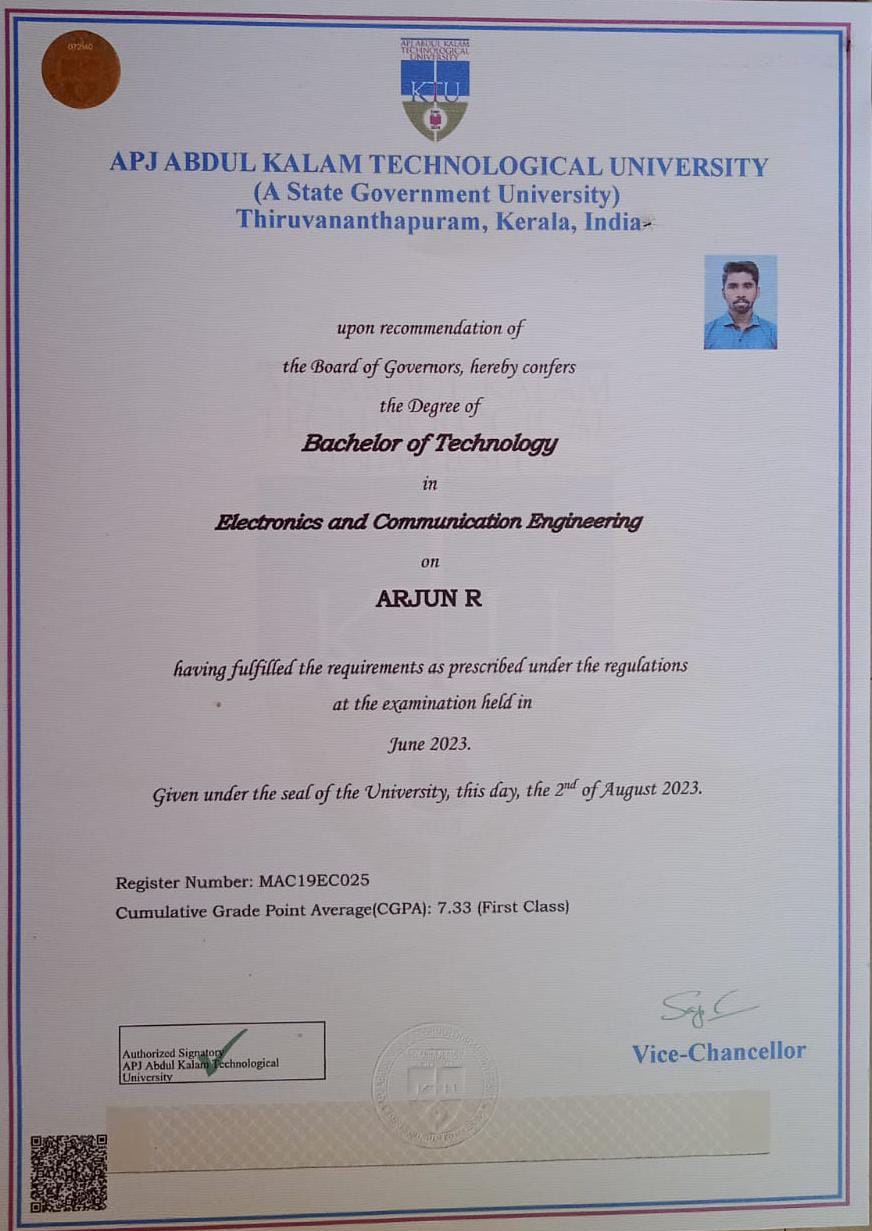 072140
APJ ABDUL KALAM
TECHNOLOGICAL
UNIVERSITY
KTU
APJ ABDUL KALAM TECHNOLOGICAL UNIVERSITY
(A State Government University)
Thiruvananthapuram, Kerala, India
upon recommendation of
the Board of Governors, hereby confers
the Degree of
Bachelor of Technology
in
Electronics and Communication Engineering
on
ARJUN R
having fulfilled the requirements as prescribed under the regulations
at the examination held in
June 2023.
Given under the seal of the University, this day, the 2nd of August 2023.
Register Number: MAC19EC025
Cumulative Grade Point Average(CGPA): 7.33 (First Class)
Authorized Signatory
APJ Abdul Kalam Technological
University
Vice-Chancellor
KTU